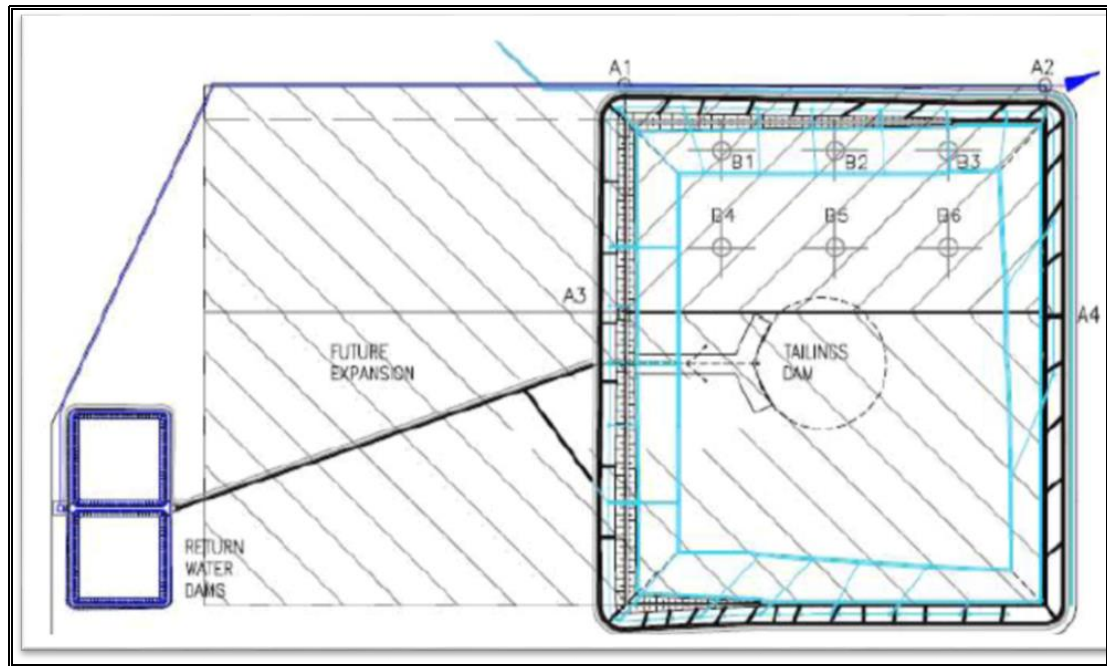 A1
A2
B1
B2
B3
B4
B5
B6
A3
A4
FUTURE
EXPANSION
TAILINGS
DAM
RETURN
WATER
DAMS